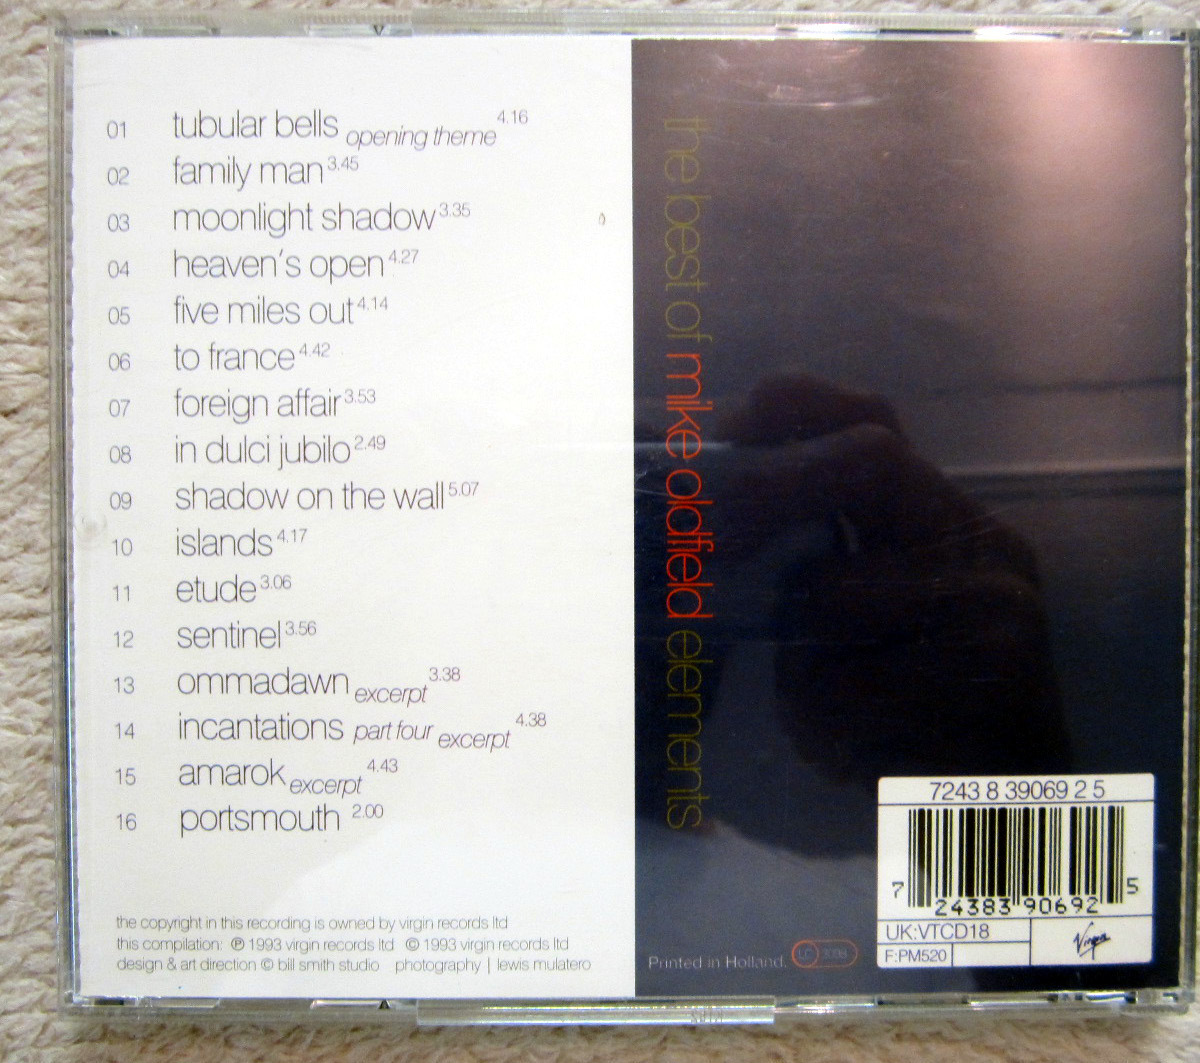 01 tubular bells opening theme 4.16
02 family man 3.45
03 moonlight shadow 3.35
04 heaven's open 4.27
05 five miles out 4.14
06 to france 4.42
07 foreign affair 3.53
08 in dulci jubilo 2.49
09 shadow on the wall 5.07
10 islands 4.17
11 etude 3.06
12 sentinel 3.56
13 ommadawn excerpt 3.38
14 incantations part four excerpt 4.38
15 amarok excerpt 4.43
16 portsmouth 2.00
the copyright in this recording is owned by virgin records ltd
this compilation: ℗ 1993 virgin records ltd © 1993 virgin records ltd
design & art direction © bill smith studio photography | lewis mulatero
the best of mike oldfield elements
Printed in Holland.
LC 3098
7243 8 39069 2 5
7 24383 90692 5
UK:VTCD18
F:PM520
Virgin